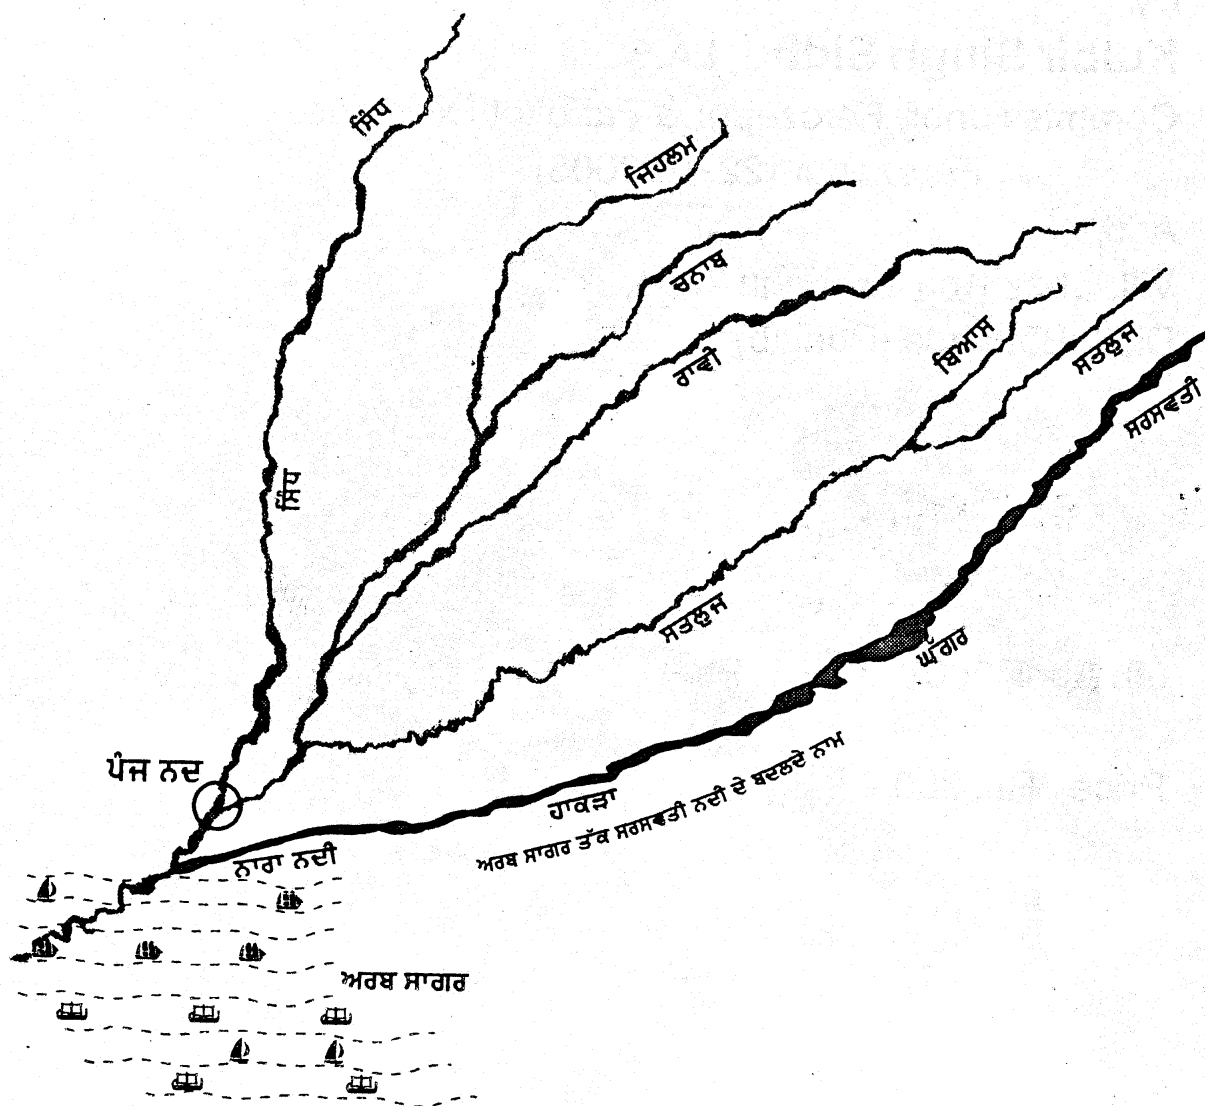 ਸਿੰਧ
ਜਿਹਲਮ
ਚਨਾਬ
ਰਾਵੀ
ਬਿਆਸ
ਸਤਲੁਜ
ਸਰਸਵਤੀ
ਸਿੰਧ
ਸਤਲੁਜ
ਘੱਗਰ
ਪੰਜ ਨਦ
ਹਾਕੜਾ
ਅਰਬ ਸਾਗਰ ਤੱਕ ਸਰਸਵਤੀ ਨਦੀ ਦੇ ਬਦਲਦੇ ਨਾਮ
ਨਾਰਾ ਨਦੀ
ਅਰਬ ਸਾਗਰ